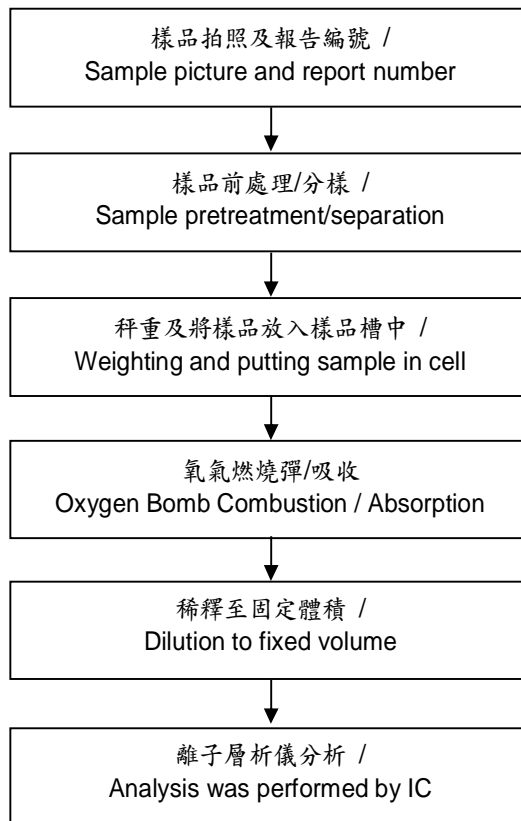 樣品拍照及報告編號 /
Sample picture and report number
樣品前處理/分樣 /
Sample pretreatment/separation
秤重及將樣品放入樣品槽中 /
Weighting and putting sample in cell
氧氣燃燒彈/吸收
Oxygen Bomb Combustion / Absorption
稀釋至固定體積 /
Dilution to fixed volume
離子層析儀分析 /
Analysis was performed by IC